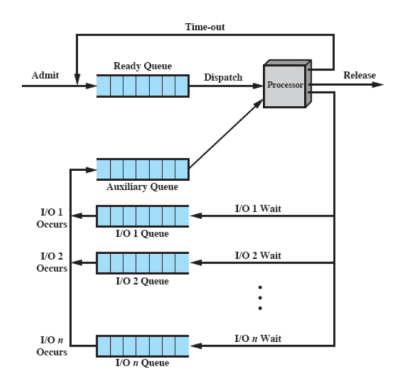 Time-out
Ready Queue
Admit
Dispatch
Processor
Release
Auxiliary Queue
I/O 1
Occurs
I/O 1 Wait
I/O 1 Queue
I/O 2
Occurs
I/O 2 Wait
I/O 2 Queue
I/O n
Occurs
I/O n Wait
I/O n Queue